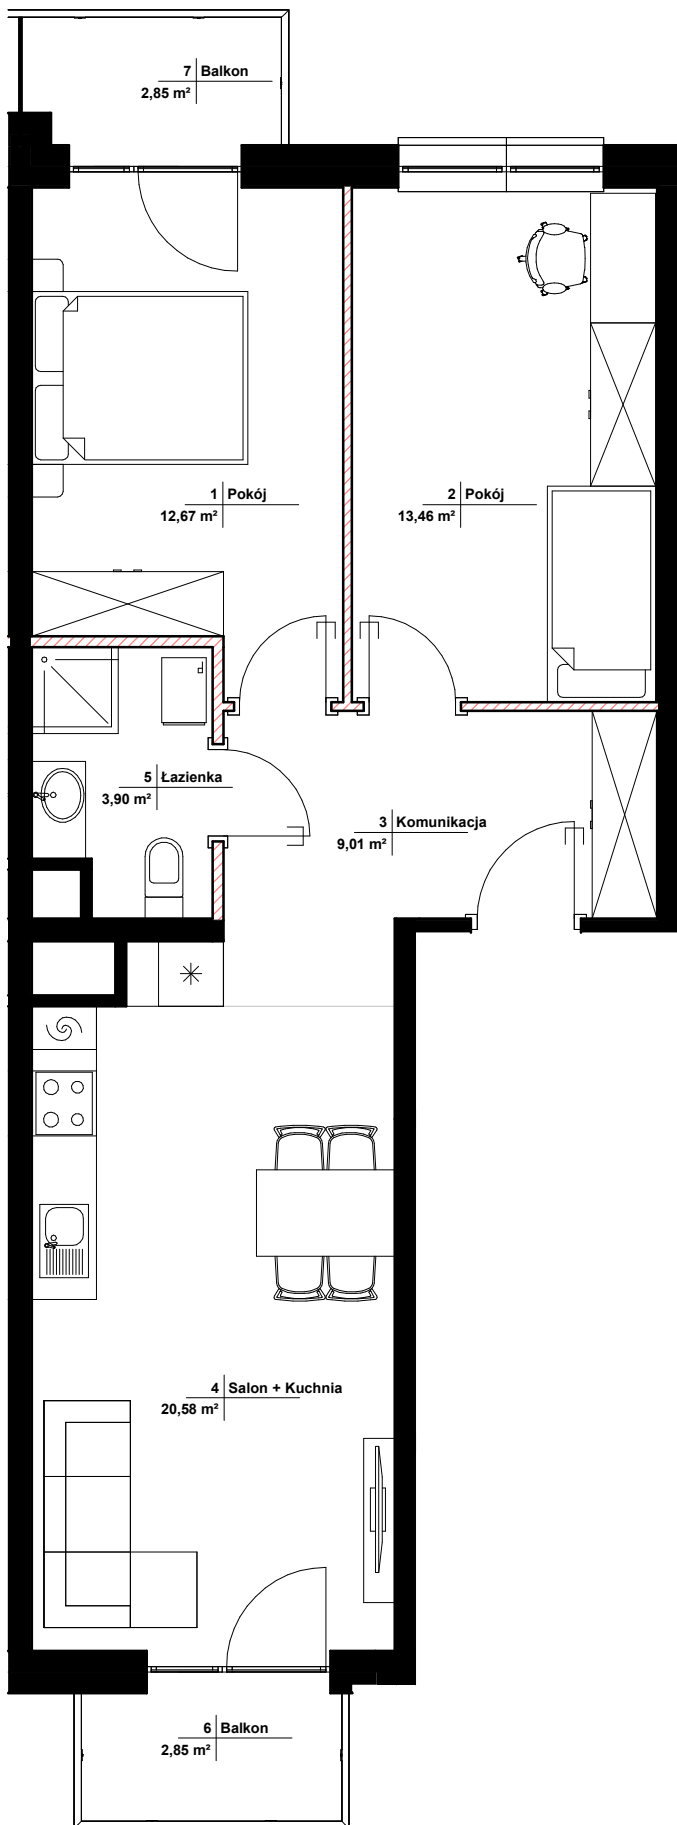 7 Balkon
2,85 m²
1 Pokój
12,67 m²
2 Pokój
13,46 m²
5 Łazienka
3,90 m²
3 Komunikacja
9,01 m²
4 Salon + Kuchnia
20,58 m²
6 Balkon
2,85 m²